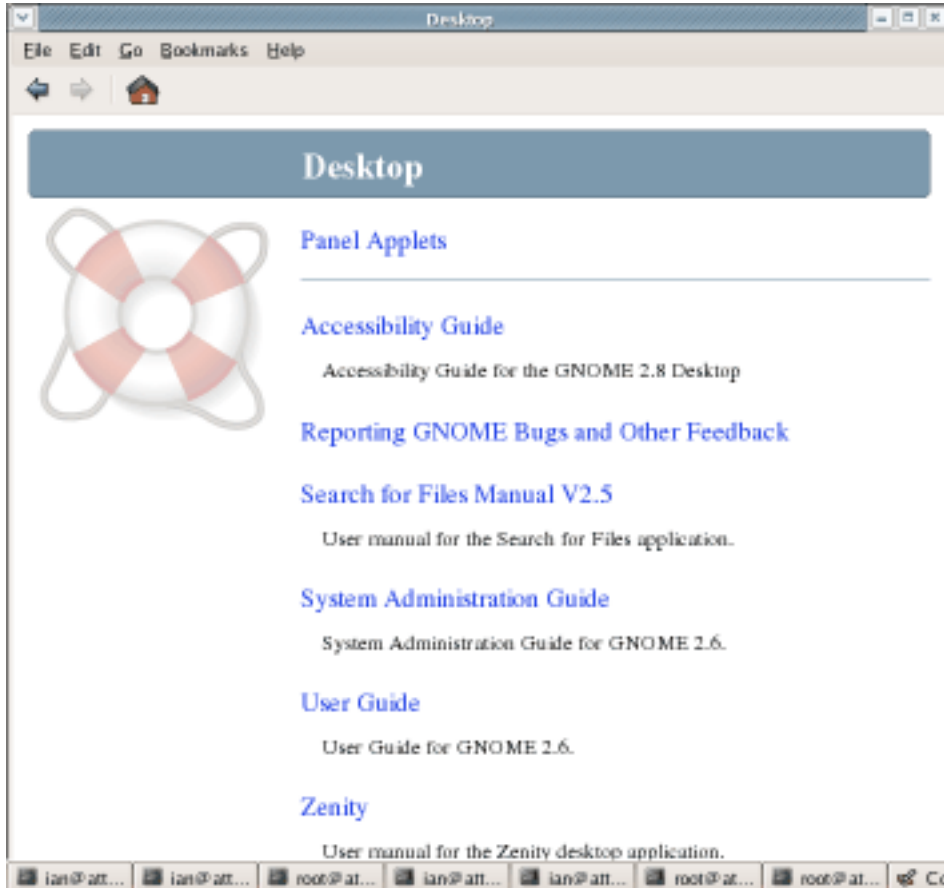 Desktop
File Edit Go Bookmarks Help
Desktop
Panel Applets
Accessibility Guide
Accessibility Guide for the GNOME 2.8 Desktop
Reporting GNOME Bugs and Other Feedback
Search for Files Manual V2.5
User manual for the Search for Files application.
System Administration Guide
System Administration Guide for GNOME 2.6.
User Guide
User Guide for GNOME 2.6.
Zenity
User manual for the Zenity desktop application.
ian@att... ian@att... root@at... ian@att... ian@att... root@at... root@at...